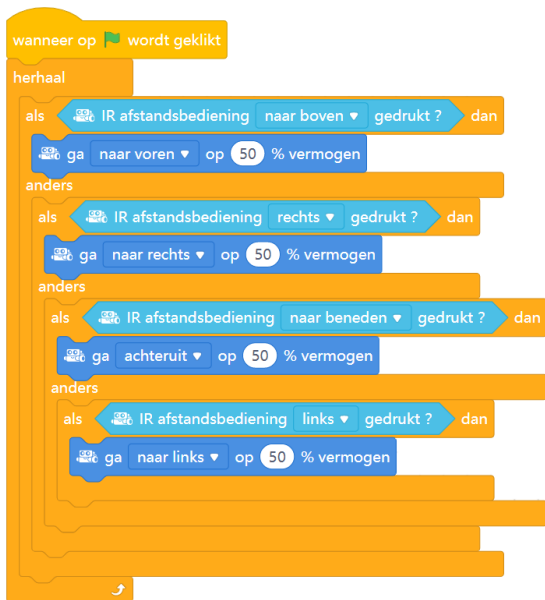 wanneer op wordt geklikt
herhaal
als IR afstandsbediening naar boven gedrukt ? dan
ga naar voren op 50 % vermogen
anders
als IR afstandsbediening rechts gedrukt ? dan
ga naar rechts op 50 % vermogen
anders
als IR afstandsbediening naar beneden gedrukt ? dan
ga achteruit op 50 % vermogen
anders
als IR afstandsbediening links gedrukt ? dan
ga naar links op 50 % vermogen